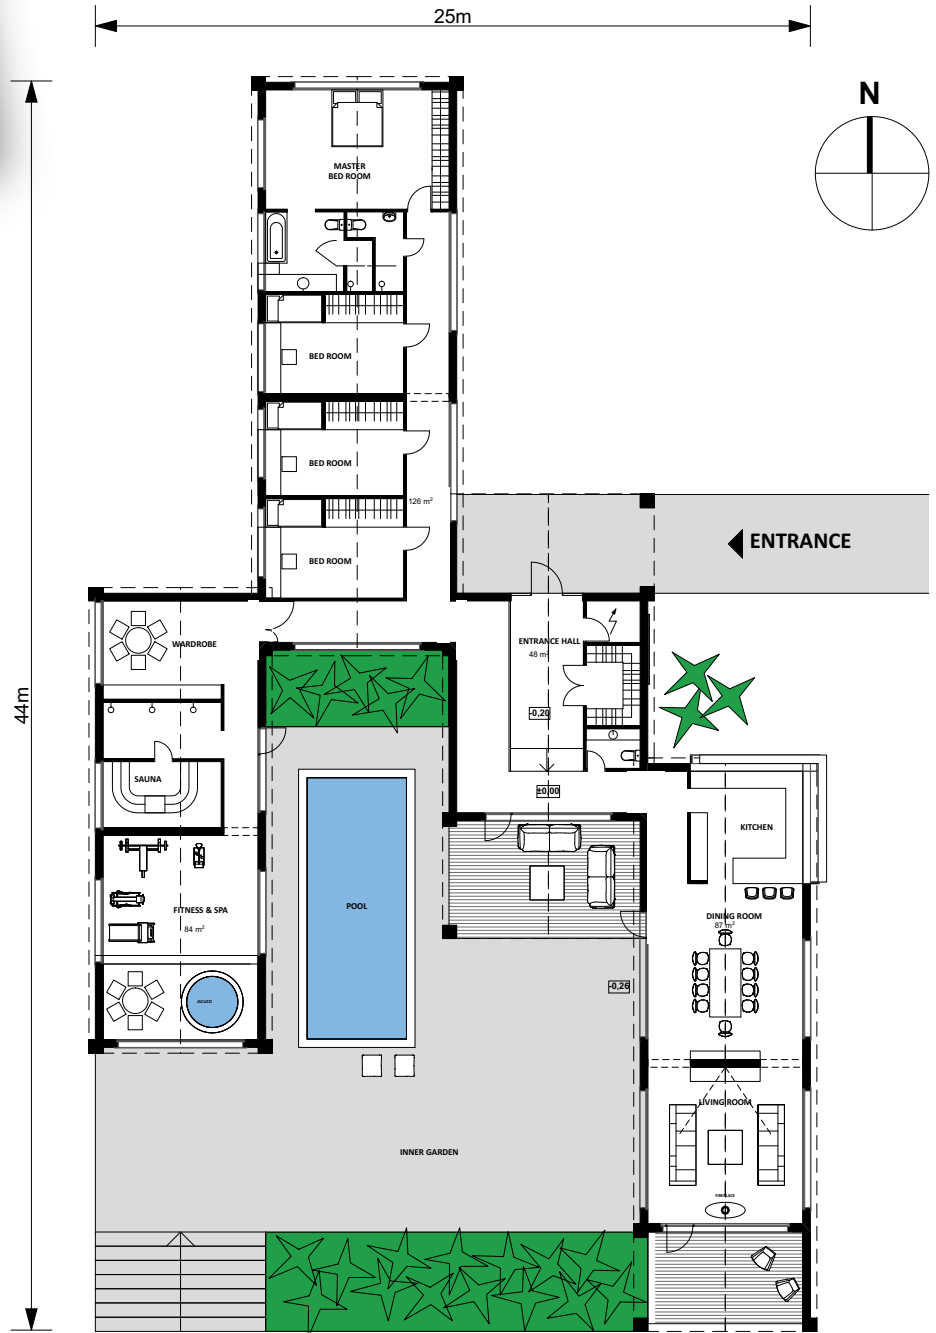 25m
N
MASTER
BED ROOM
BED ROOM
BED ROOM
126 m²
BED ROOM
ENTRANCE
WARDROBE
ENTRANCE HALL
48 m²
44m
-0,20
SAUNA
±0,00
KITCHEN
POOL
FITNESS & SPA
84 m²
DINING ROOM
87 m²
-0,26
JACUZZI
LIVING ROOM
INNER GARDEN
FIREPLACE